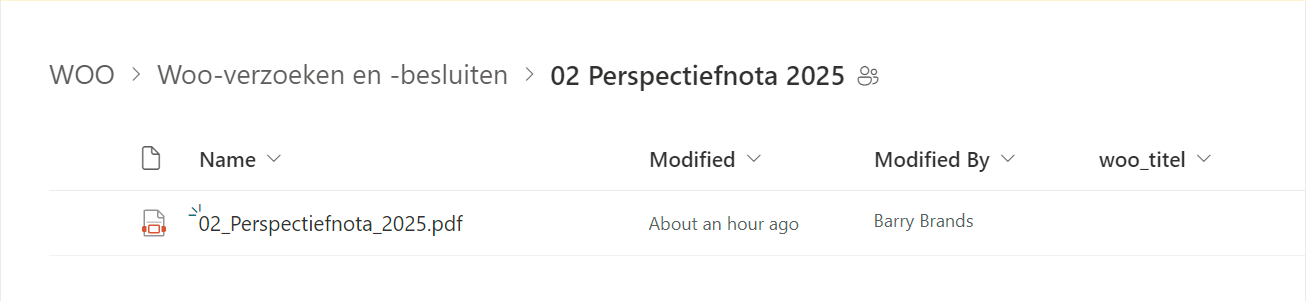 WOO > Woo-verzoeken en -besluiten > 02 Perspectiefnota 2025
Name Modified Modified By woo_titel
02_Perspectiefnota_2025.pdf About an hour ago Barry Brands